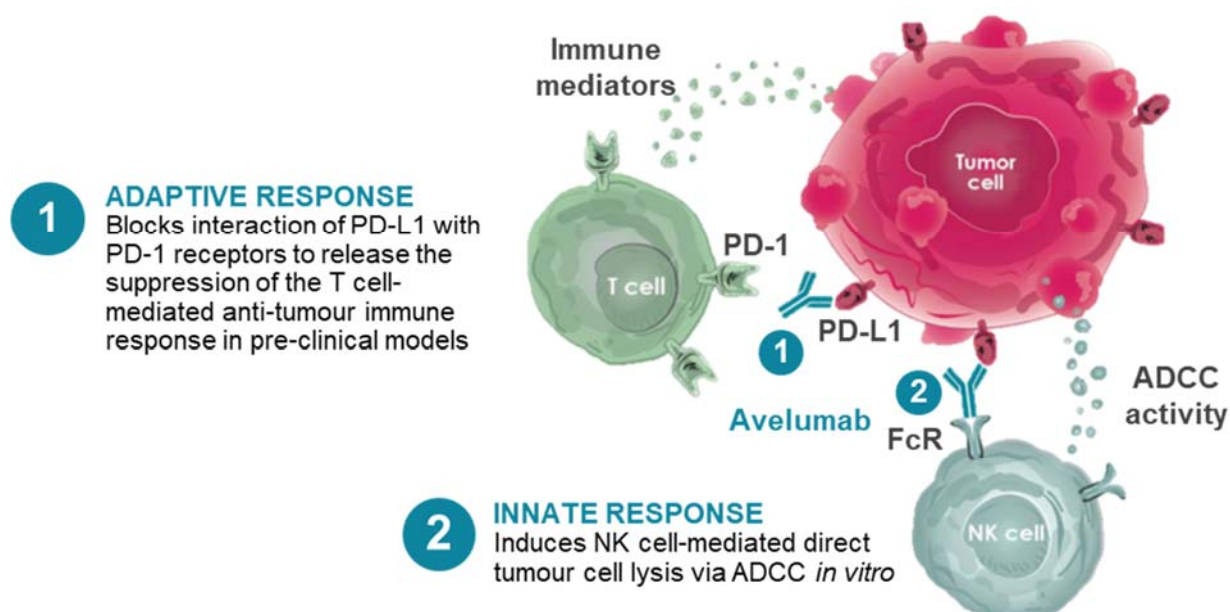 Immune
mediators
Tumor
cell
1
ADAPTIVE RESPONSE
Blocks interaction of PD-L1 with
PD-1 receptors to release the
suppression of the T cell-
mediated anti-tumour immune
response in pre-clinical models
T cell
PD-1
PD-L1
1
Avelumab
2
FcR
ADCC
activity
NK cell
2
INNATE RESPONSE
Induces NK cell-mediated direct
tumour cell lysis via ADCC in vitro